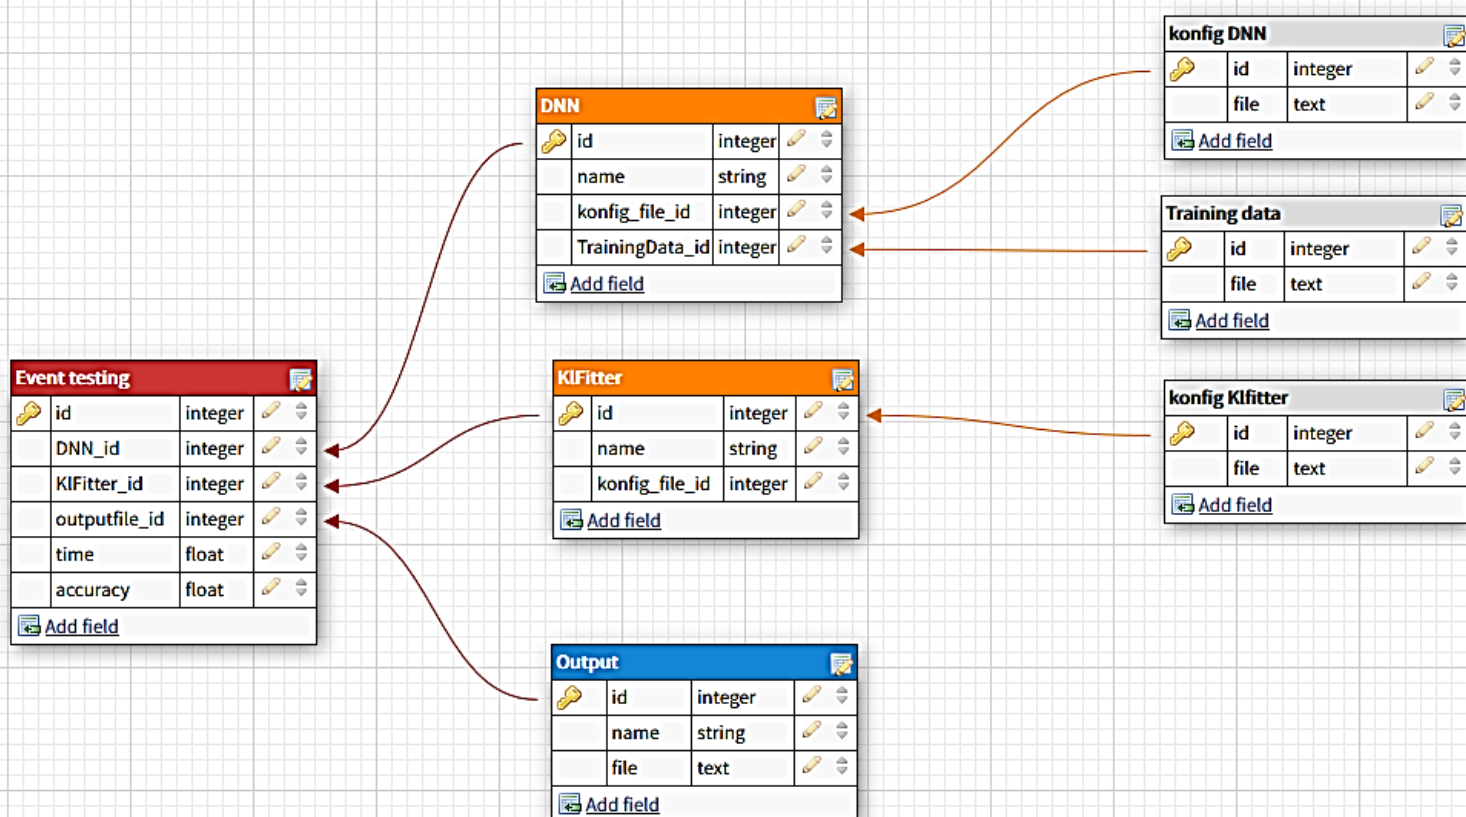 konfig DNN
id integer
file text
Add field
DNN
id integer
name string
konfig_file_id integer
TrainingData_id integer
Add field
Training data
id integer
file text
Add field
Event testing
id integer
DNN_id integer
KlFitter_id integer
outputfile_id integer
time float
accuracy float
Add field
KlFitter
id integer
name string
konfig_file_id integer
Add field
konfig Klfitter
id integer
file text
Add field
Output
id integer
name string
file text
Add field